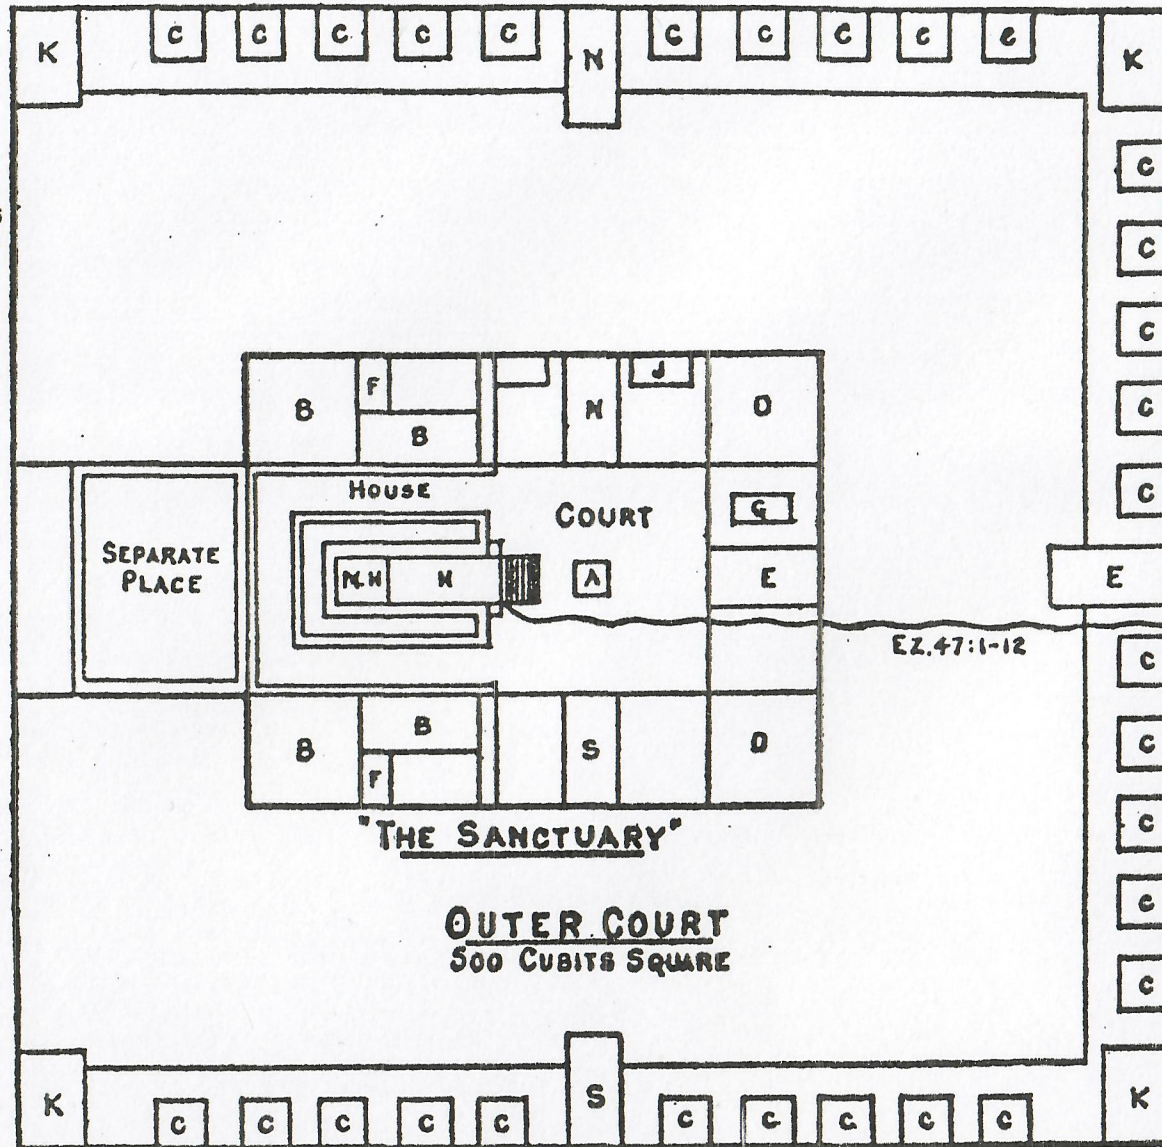 K C C C C C N C C C C C K
C
C
C
F B N J D
B
C
HOUSE
C
COURT
G
SEPARATE
PLACE
M.H H A E E
EZ.47:1-12
C
B B S D
F
C
"THE SANCTUARY"
C
C
OUTER COURT
500 CUBITS SQUARE
C
K C C C C C S C C C C C K